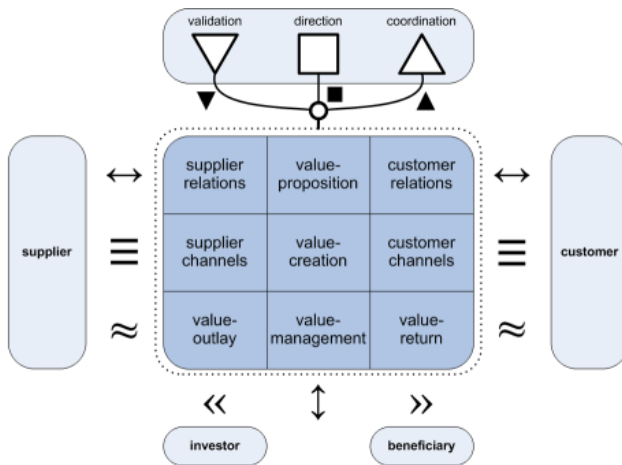 validation direction coordination
supplier value- customer
relations proposition relations
supplier value- customer
channels creation channels
supplier
customer
value- value- value-
outlay management return
investor beneficiary